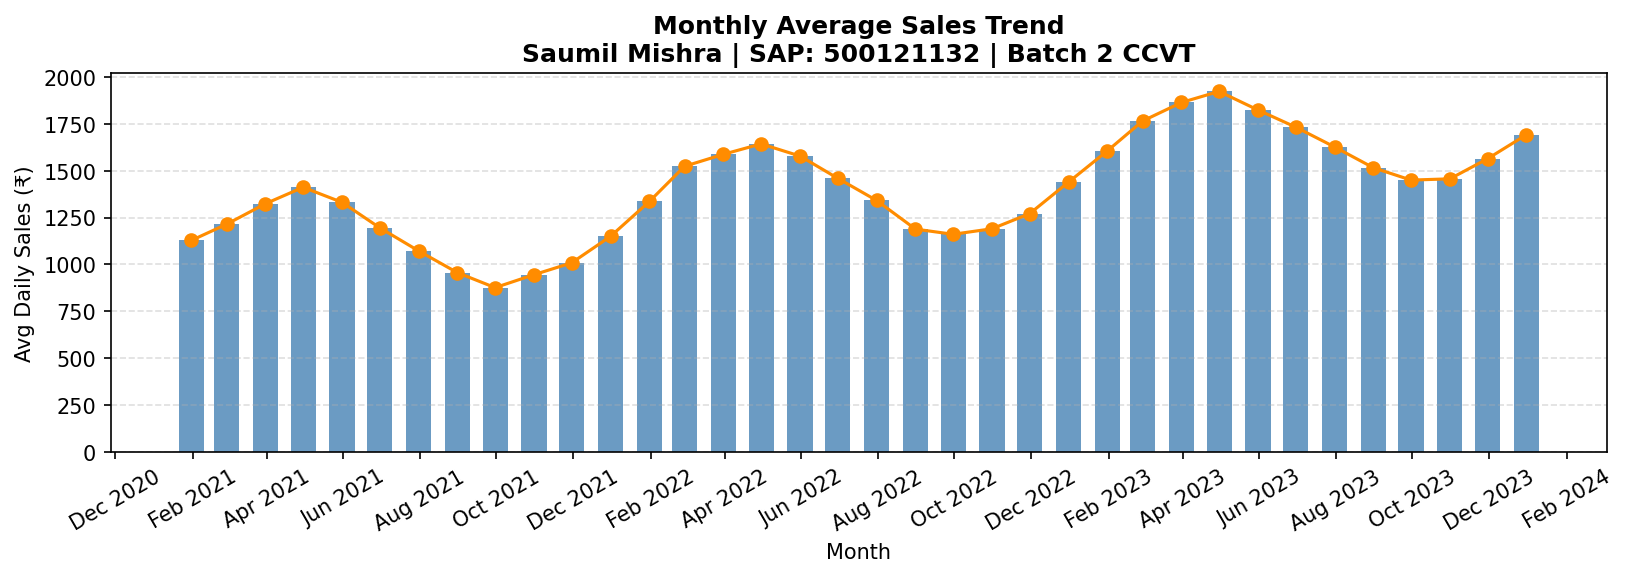 Monthly Average Sales Trend
Saumil Mishra | SAP: 500121132 | Batch 2 CCVT
Avg Daily Sales (₹)
2000
1750
1500
1250
1000
750
500
250
0
Dec 2020 Feb 2021 Apr 2021 Jun 2021 Aug 2021 Oct 2021 Dec 2021 Feb 2022 Apr 2022 Jun 2022 Aug 2022 Oct 2022 Dec 2022 Feb 2023 Apr 2023 Jun 2023 Aug 2023 Oct 2023 Dec 2023 Feb 2024
Month